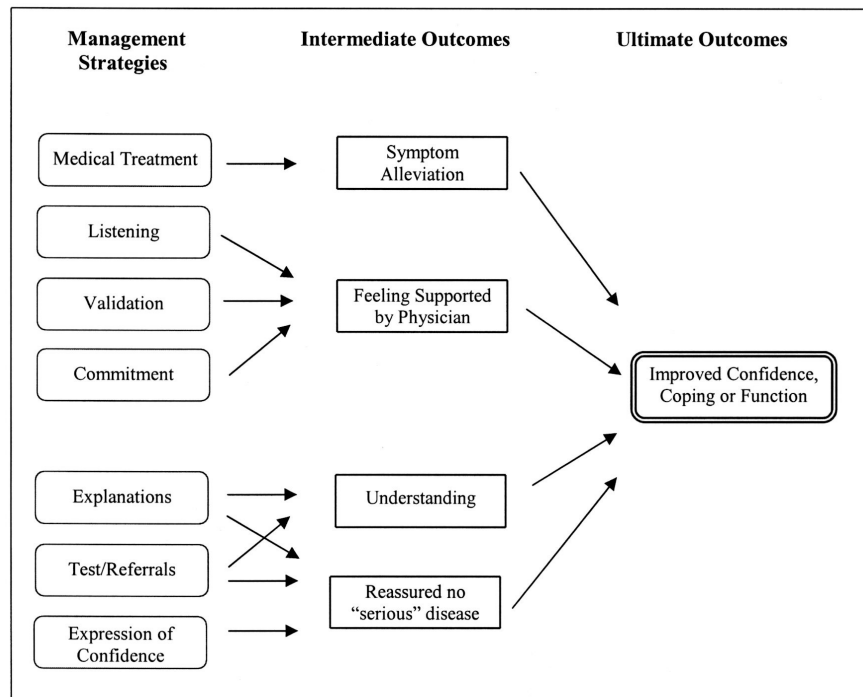 Management
Strategies
Intermediate Outcomes
Ultimate Outcomes
Medical Treatment
Symptom
Alleviation
Listening
Validation
Feeling Supported
by Physician
Commitment
Improved Confidence,
Coping or Function
Explanations
Understanding
Test/Referrals
Reassured no
“serious” disease
Expression of
Confidence